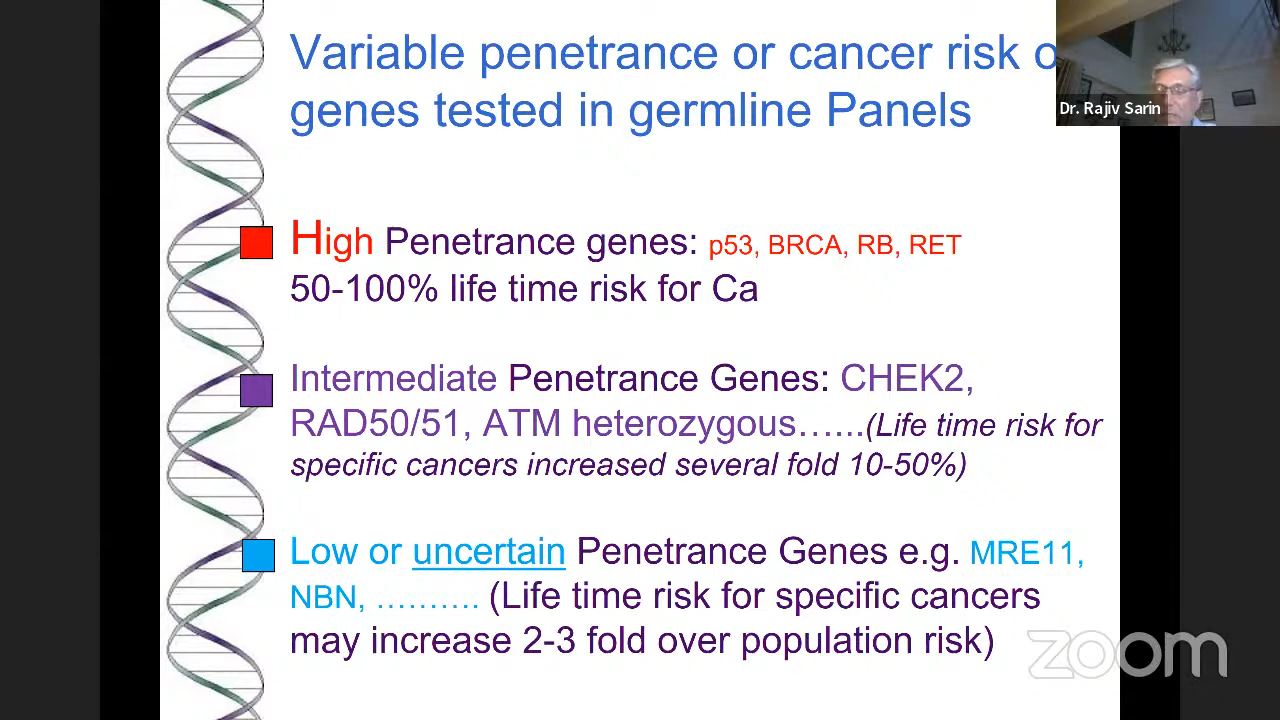 Variable penetrance or cancer risk o
genes tested in germline Panels
Dr. Rajiv Sarin
High Penetrance genes: p53, BRCA, RB, RET
50-100% life time risk for Ca
Intermediate Penetrance Genes: CHEK2,
RAD50/51, ATM heterozygous…...(Life time risk for
specific cancers increased several fold 10-50%)
Low or uncertain Penetrance Genes e.g. MRE11,
NBN, ………. (Life time risk for specific cancers
may increase 2-3 fold over population risk)
zoom